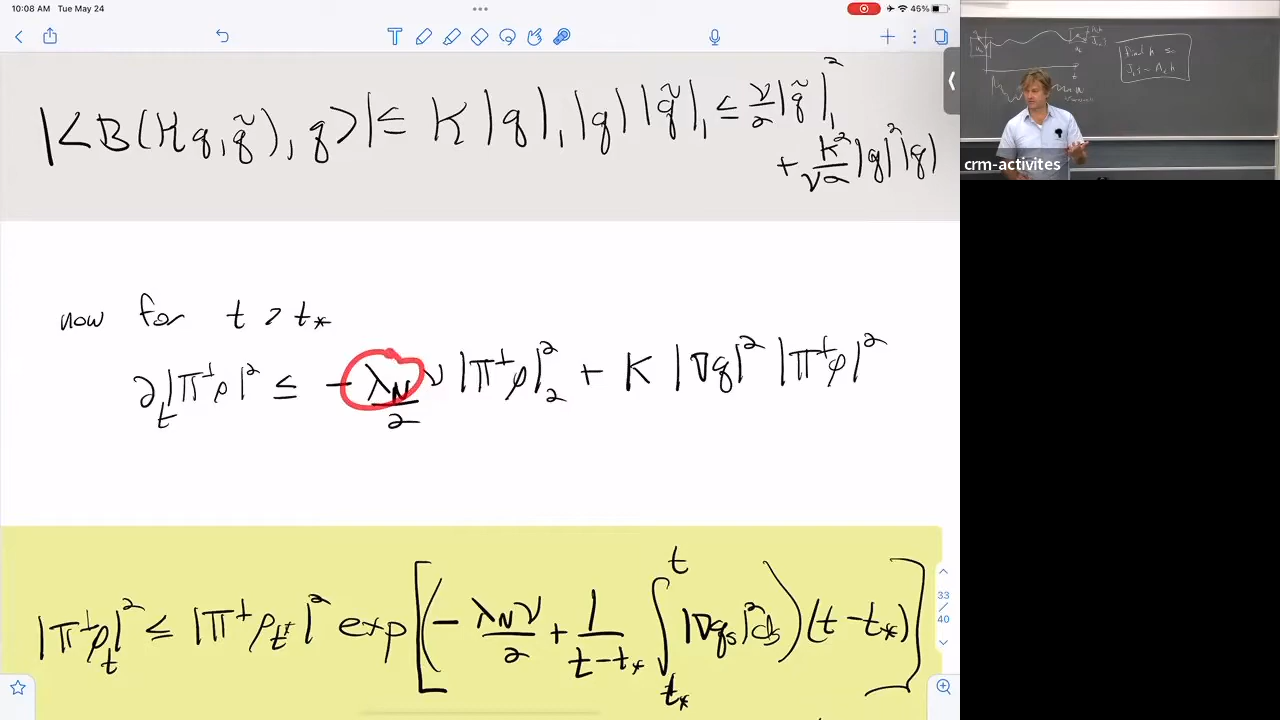 10:08 AM Tue May 24
46%
|<B(Kq, q̃), q>| ≤ K |q|₁ |q| |q̃|₁ ≤ ν/2 |q̃|₁²
+ K²/(ν2) |q|²|q|
now for t > t*
∂t|π⊥ρ|² ≤ - λN/2 ν |π⊥ρ|₂² + K |∇q|² |π⊥ρ|²
|π⊥ρt|² ≤ |π⊥ρt*|² exp[(- λNν/2 + 1/(t-t*) ∫t*^t |∇qs|² ds)(t-t*)]
33
/
40
crm-activites